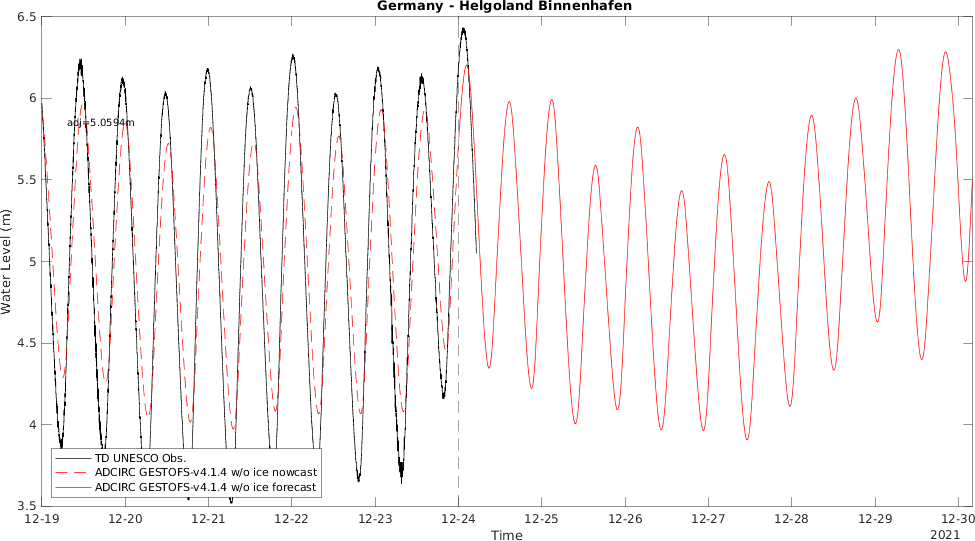 Germany - Helgoland Binnenhafen
6.5
6
5.5
5
4.5
4
3.5
Water Level (m)
adj=5.0594m
TD UNESCO Obs.
ADCIRC GESTOFS-v4.1.4 w/o ice nowcast
ADCIRC GESTOFS-v4.1.4 w/o ice forecast
12-19 12-20 12-21 12-22 12-23 12-24 12-25 12-26 12-27 12-28 12-29 12-30
Time
2021